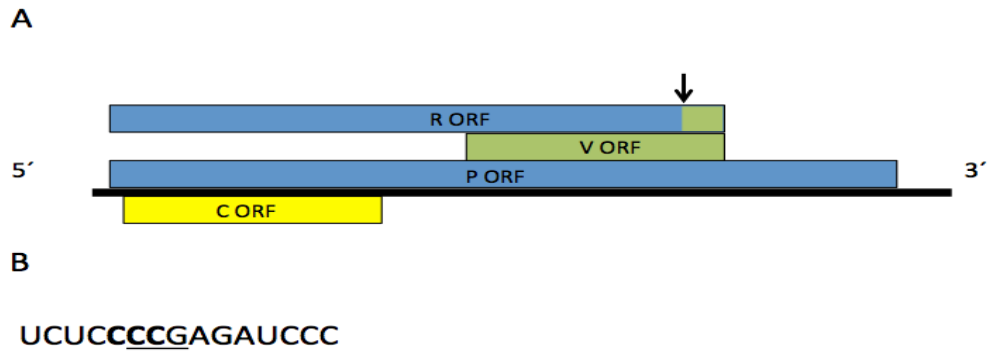 A
R ORF
V ORF
5´ P ORF 3´
C ORF
B
UCUCCCCGAGAUCCC